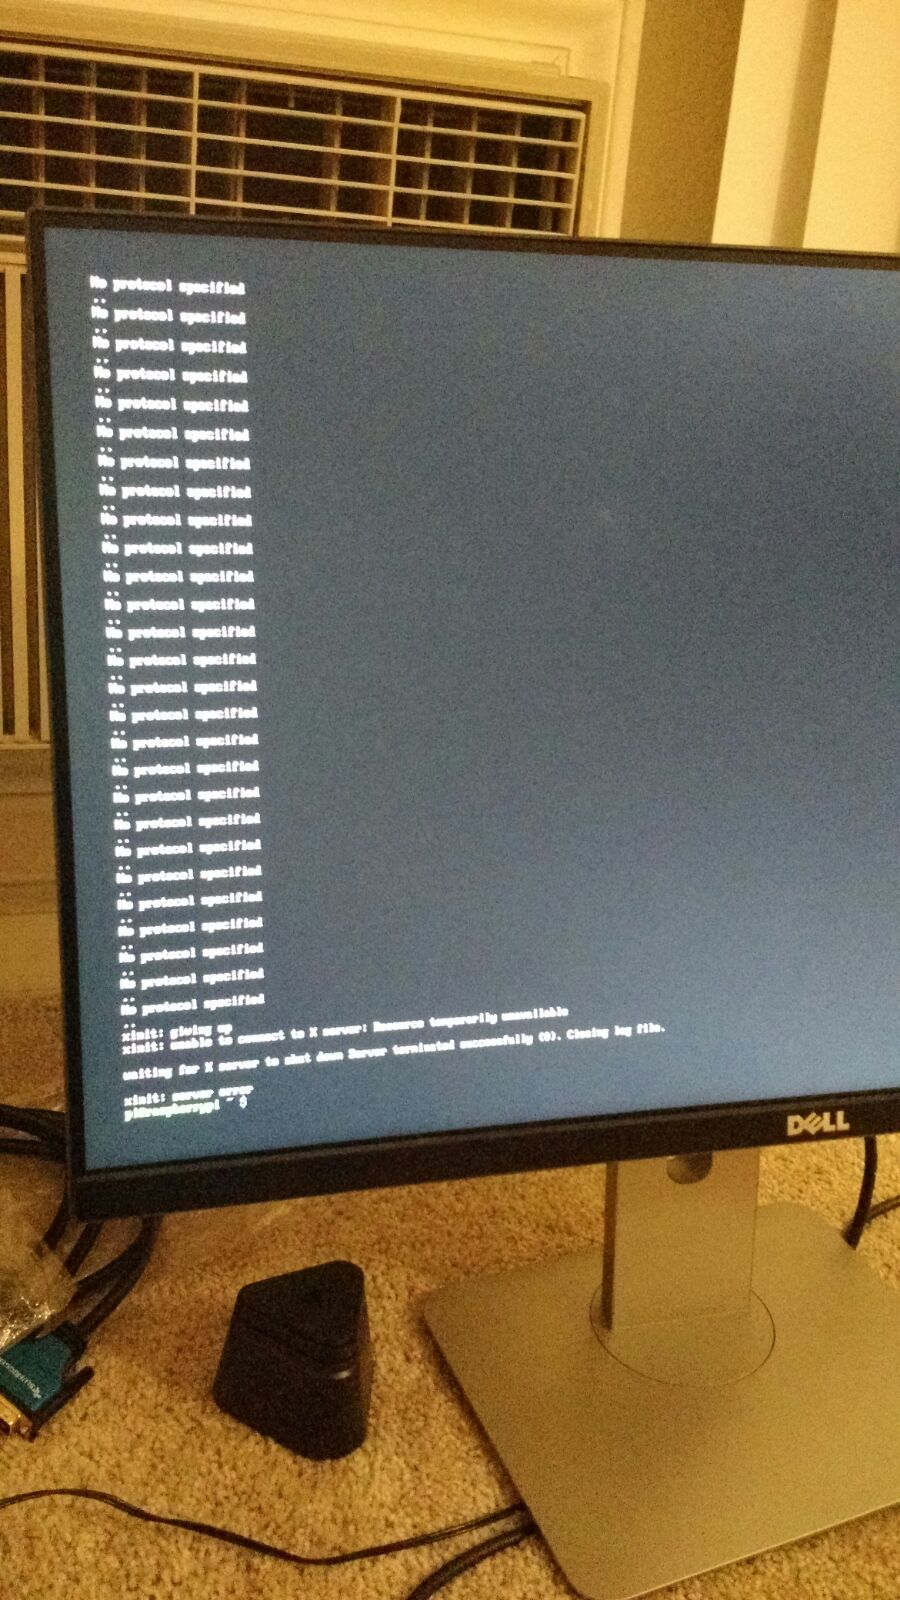 No protocol specified
..
No protocol specified
..
No protocol specified
..
No protocol specified
..
No protocol specified
..
No protocol specified
..
No protocol specified
..
No protocol specified
..
No protocol specified
..
No protocol specified
..
No protocol specified
..
No protocol specified
..
No protocol specified
..
No protocol specified
..
No protocol specified
..
No protocol specified
..
No protocol specified
..
No protocol specified
..
No protocol specified
..
No protocol specified
..
No protocol specified
..
No protocol specified
..
No protocol specified
..
No protocol specified
..
No protocol specified
..
No protocol specified
..
No protocol specified
..
xinit: giving up
xinit: unable to connect to X server: Resource temporarily unavailable
waiting for X server to shut down Server terminated successfully (0). Closing log file.
xinit: server error
pi@raspberrypi ~ $
DELL